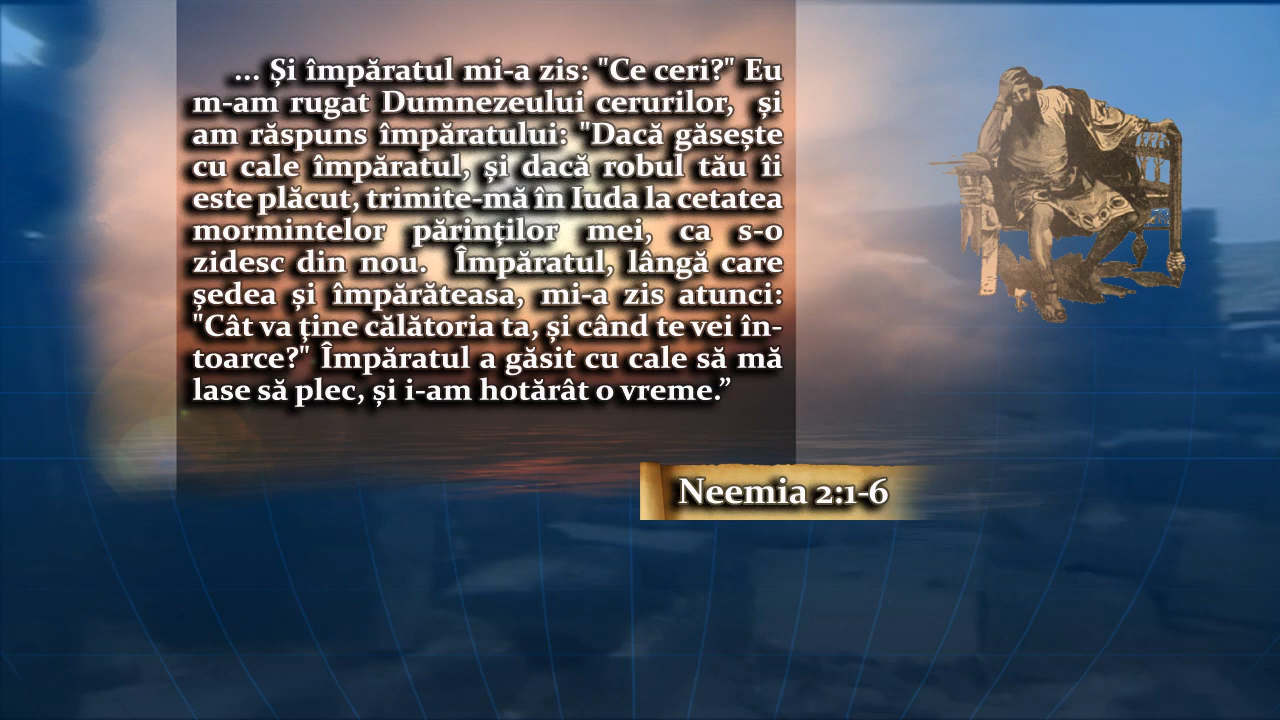 ... Și împăratul mi-a zis: "Ce ceri?" Eu
m-am rugat Dumnezeului cerurilor, și
am răspuns împăratului: "Dacă găsește
cu cale împăratul, și dacă robul tău îi
este plăcut, trimite-mă în Iuda la cetatea
mormintelor părinților mei, ca s-o
zidesc din nou. Împăratul, lângă care
ședea și împărăteasa, mi-a zis atunci:
"Cât va ține călătoria ta, și când te vei în-
toarce?" Împăratul a găsit cu cale să mă
lase să plec, și i-am hotărât o vreme.”
Neemia 2:1-6